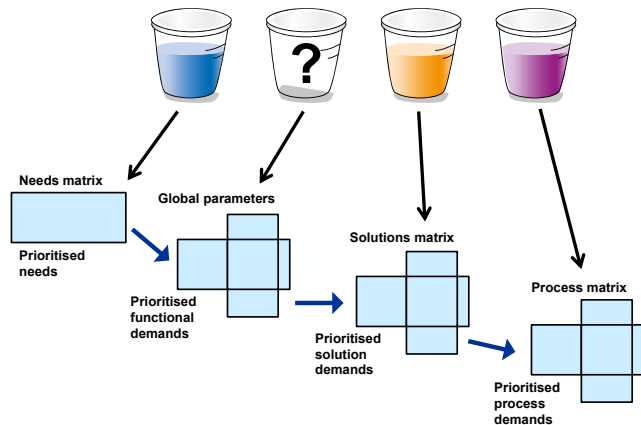 ?
Needs matrix
Prioritised
needs
Global parameters
Prioritised
functional
demands
Solutions matrix
Prioritised
solution
demands
Process matrix
Prioritised
process
demands